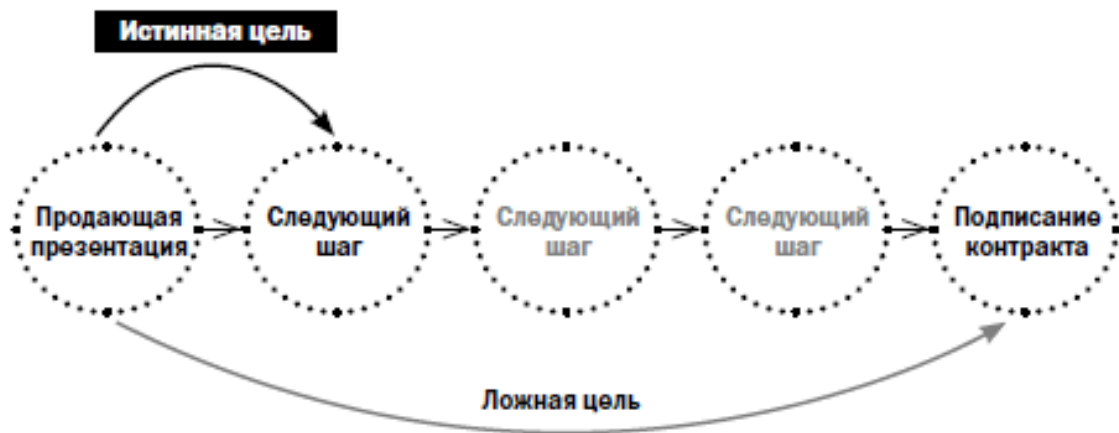 Истинная цель
Продающая
презентация
Следующий
шаг
Следующий
шаг
Следующий
шаг
Подписание
контракта
Ложная цель